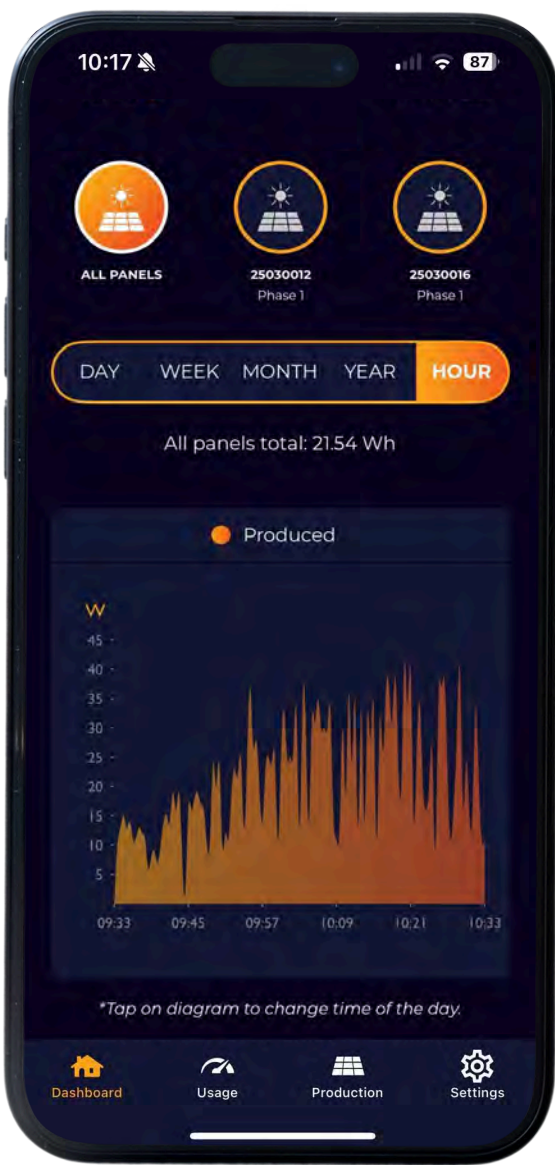 10:17
87
ALL PANELS
25030012
Phase 1
25030016
Phase 1
DAY WEEK MONTH YEAR HOUR
All panels total: 21.54 Wh
Produced
W
45
40
35
30
25
20
15
10
5
09:33 09:45 09:57 10:09 10:21 10:33
*Tap on diagram to change time of the day.
Dashboard Usage Production Settings